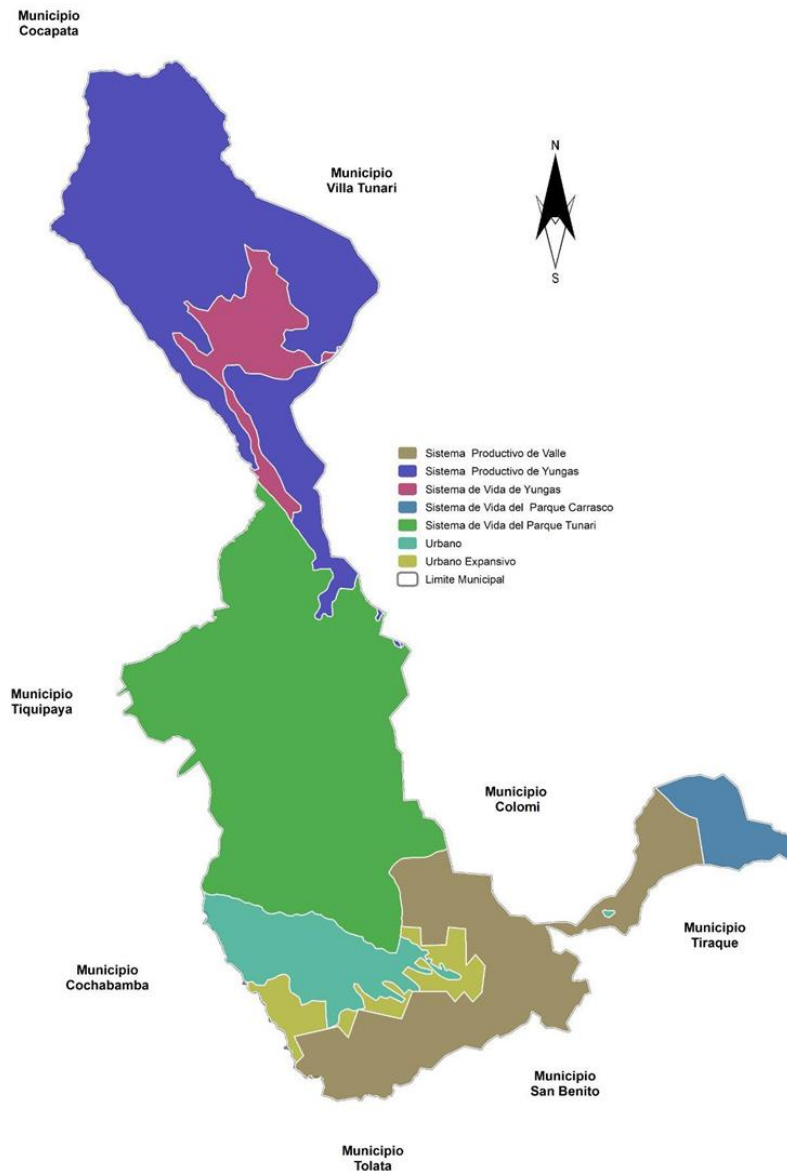 Municipio
Cocapata
Municipio
Villa Tunari
N
S
Sistema Productivo de Valle
Sistema Productivo de Yungas
Sistema de Vida de Yungas
Sistema de Vida del Parque Carrasco
Sistema de Vida del Parque Tunari
Urbano
Urbano Expansivo
Limite Municipal
Municipio
Tiquipaya
Municipio
Colomi
Municipio
Tiraque
Municipio
Cochabamba
Municipio
San Benito
Municipio
Tolata